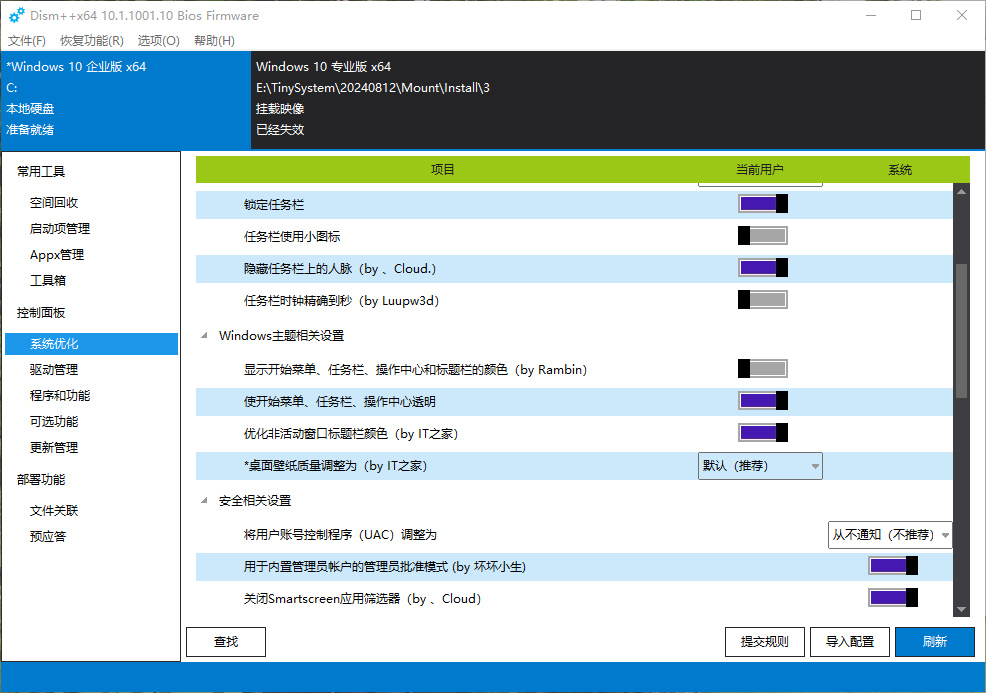 Dism++x64 10.1.1001.10 Bios Firmware
文件(F) 恢复功能(R) 选项(O) 帮助(H)
*Windows 10 企业版 x64
C:
本地硬盘
准备就绪
Windows 10 专业版 x64
E:\TinySystem\20240812\Mount\Install\3
挂载映像
已经失效
常用工具
空间回收
启动项管理
Appx管理
工具箱
控制面板
系统优化
驱动管理
程序和功能
可选功能
更新管理
部署功能
文件关联
预应答
项目 当前用户 系统
锁定任务栏
任务栏使用小图标
隐藏任务栏上的人脉（by 、Cloud.）
任务栏时钟精确到秒（by Luupw3d）
Windows主题相关设置
显示开始菜单、任务栏、操作中心和标题栏的颜色（by Rambin）
使开始菜单、任务栏、操作中心透明
优化非活动窗口标题栏颜色（by IT之家）
*桌面壁纸质量调整为（by IT之家） 默认（推荐）
安全相关设置
将用户账号控制程序（UAC）调整为 从不通知（不推荐）
用于内置管理员帐户的管理员批准模式 (by 坏坏小生)
关闭Smartscreen应用筛选器（by 、Cloud）
查找 提交规则 导入配置 刷新